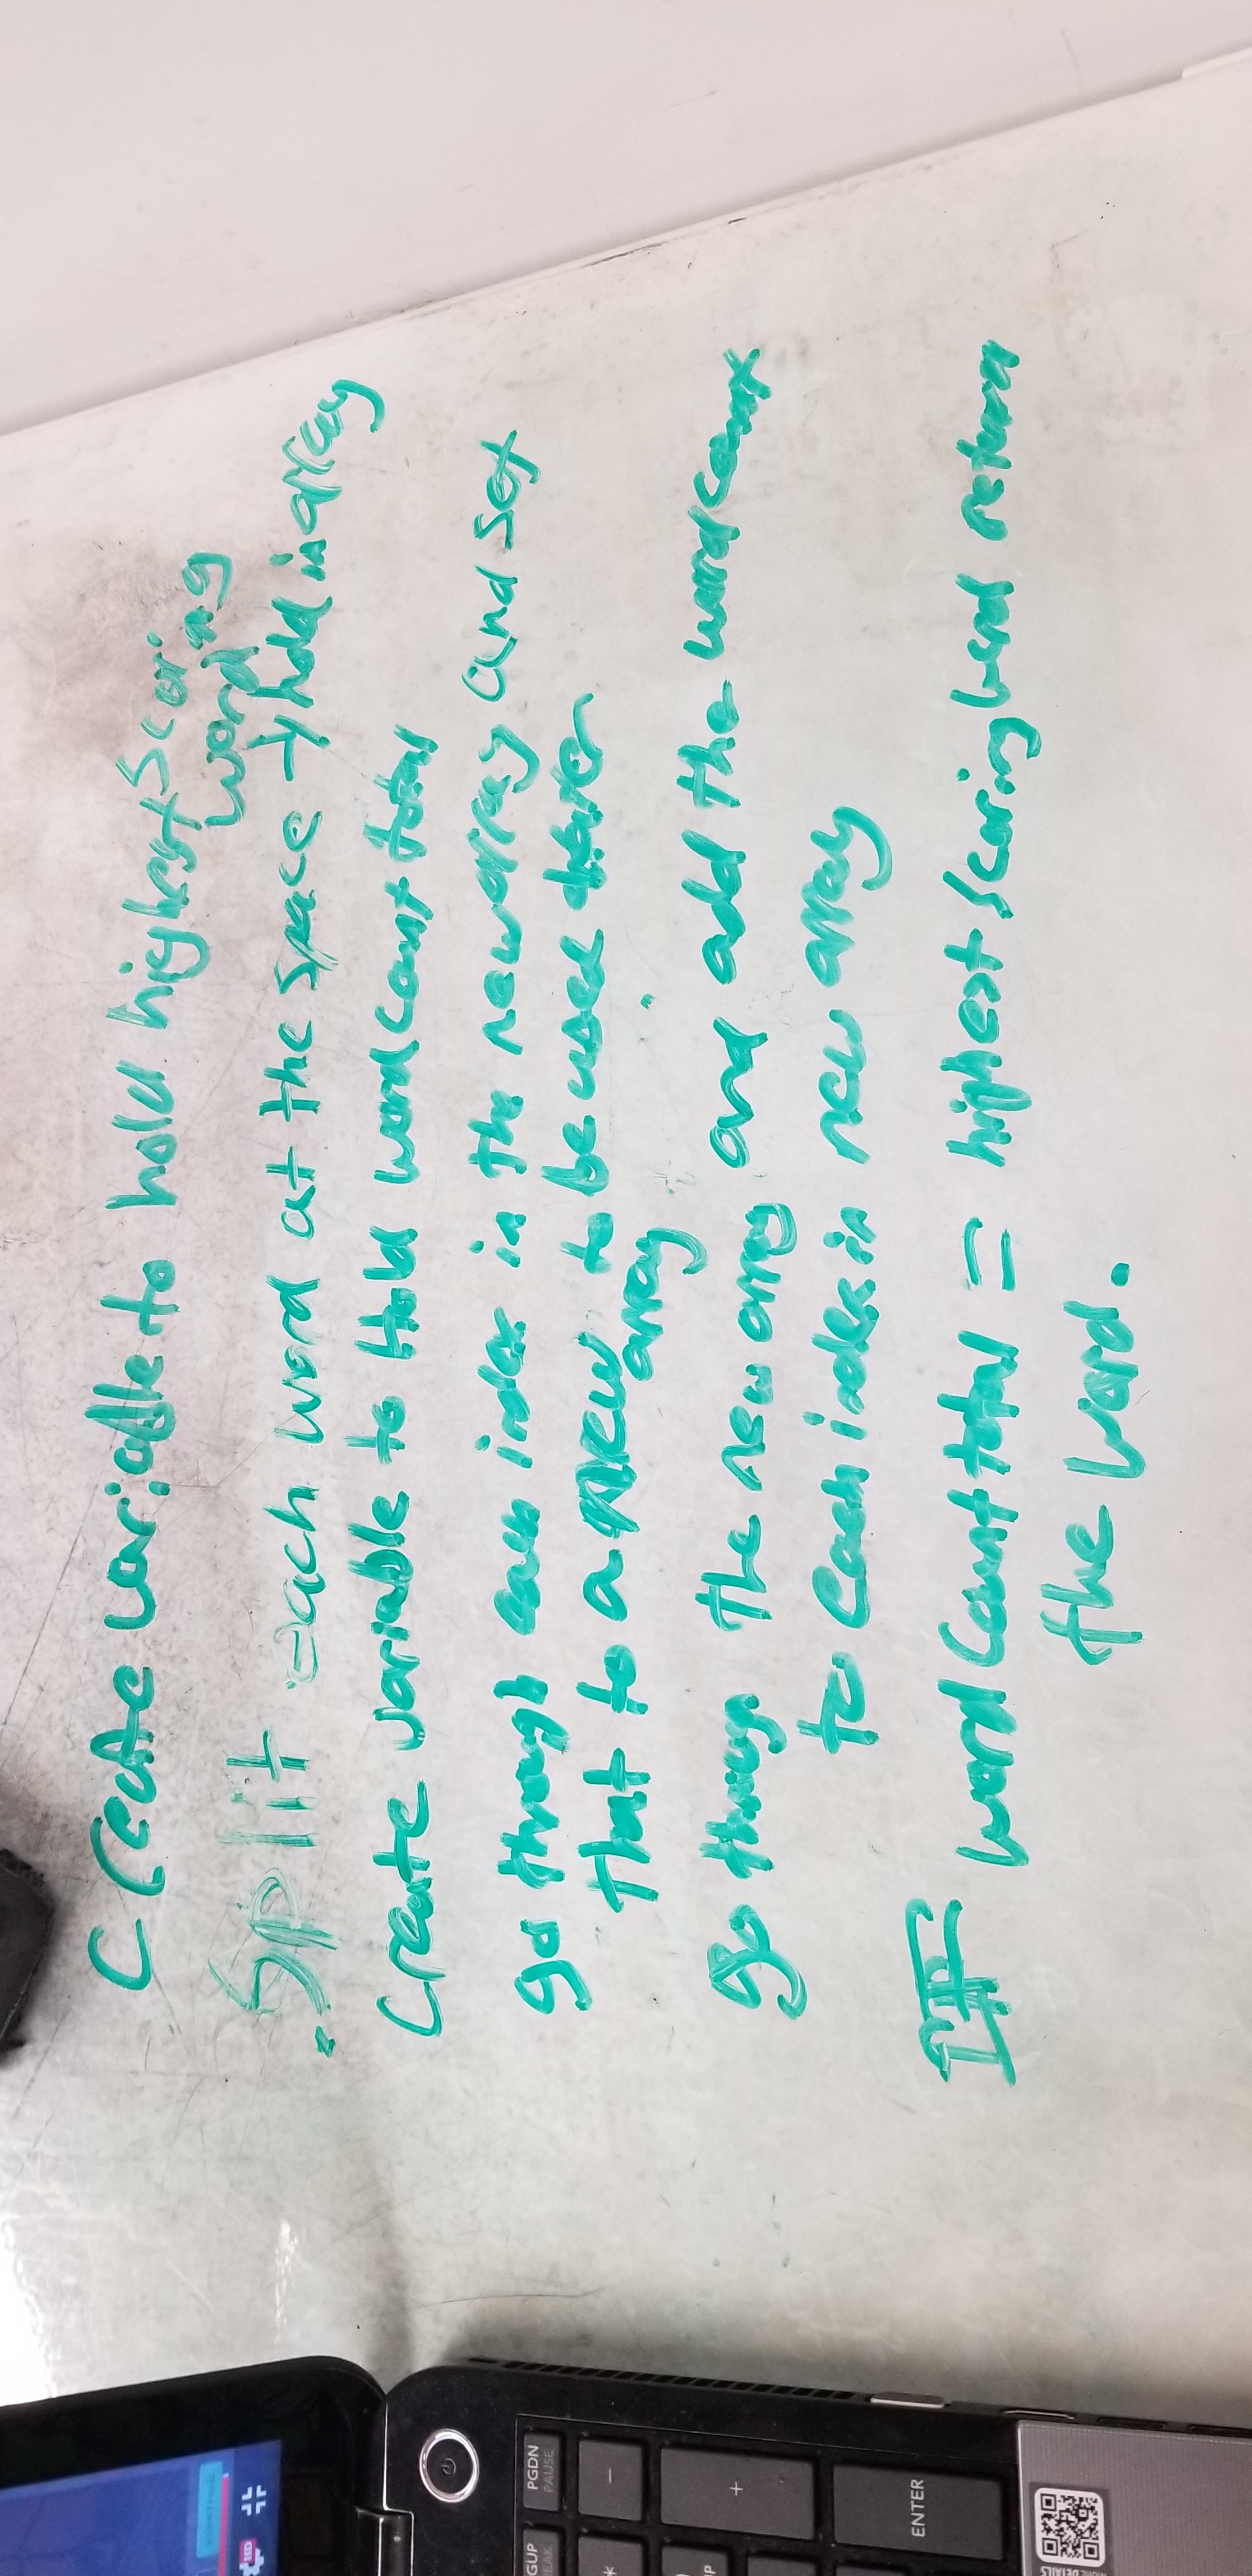 Create variable to hold highest Scoring
word
. Split each word at the space → hold in array
Create variable to Hold word count total
go through each index in the new array and set
that to a New to be used later
array
go through the new array and add the word count
to Each index in new array
IF word Count total = highest Scoring word return
the word.
PGDN
PAUSE
-
+
ENTER